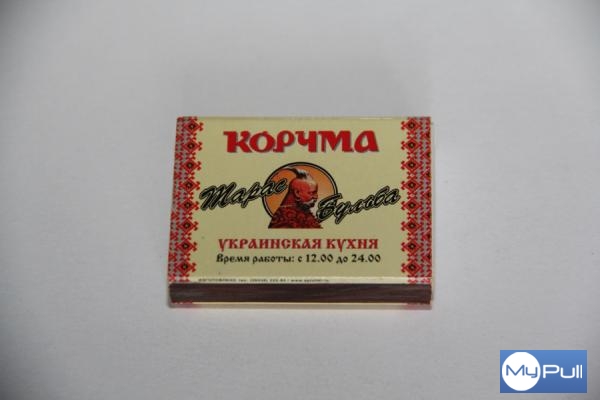 КОРЧМА
Тарас Бульба
УКРАИНСКАЯ КУХНЯ
Время работы: с 12.00 до 24.00
MyPull